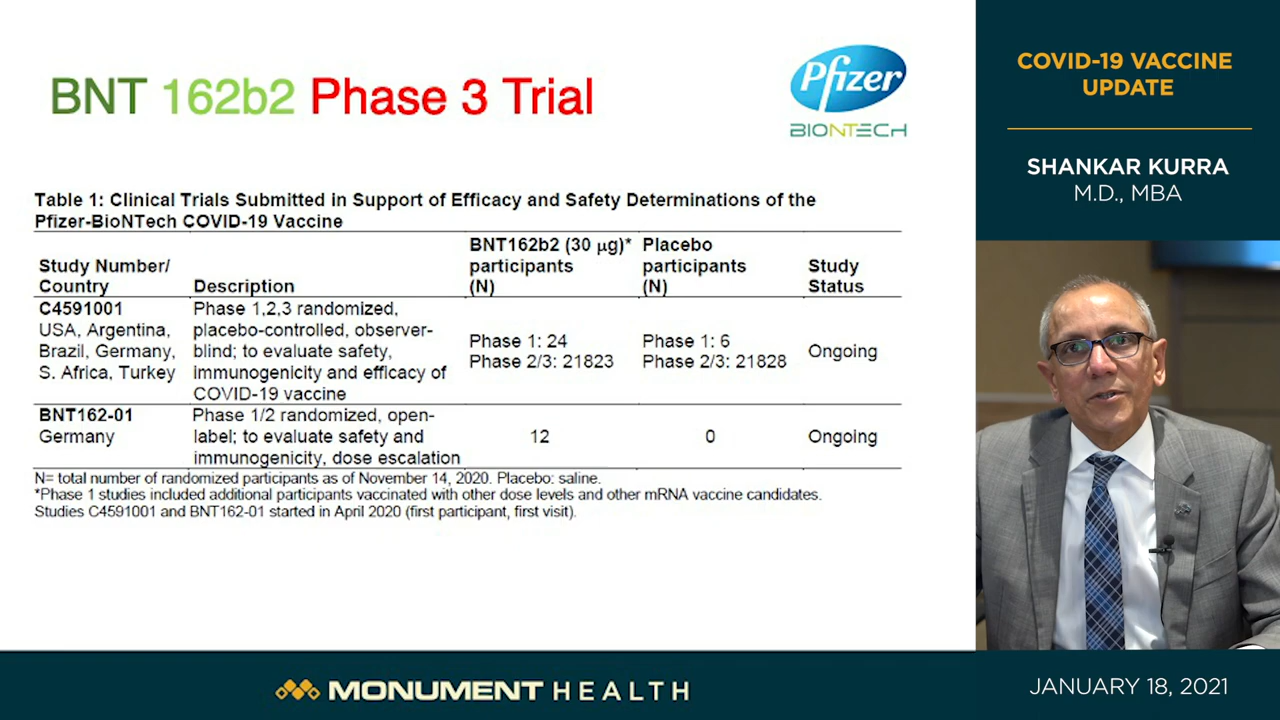 BNT 162b2 Phase 3 Trial
Pfizer
BIONTECH
Table 1: Clinical Trials Submitted in Support of Efficacy and Safety Determinations of the
Pfizer-BioNTech COVID-19 Vaccine
Study Number/
Country
Description
BNT162b2 (30 μg)*
participants
(N)
Placebo
participants
(N)
Study
Status
C4591001
USA, Argentina,
Brazil, Germany,
S. Africa, Turkey
Phase 1,2,3 randomized,
placebo-controlled, observer-
blind; to evaluate safety,
immunogenicity and efficacy of
COVID-19 vaccine
Phase 1: 24
Phase 2/3: 21823
Phase 1: 6
Phase 2/3: 21828
Ongoing
BNT162-01
Germany
Phase 1/2 randomized, open-
label; to evaluate safety and
immunogenicity, dose escalation
12
0
Ongoing
N= total number of randomized participants as of November 14, 2020. Placebo: saline.
*Phase 1 studies included additional participants vaccinated with other dose levels and other mRNA vaccine candidates.
Studies C4591001 and BNT162-01 started in April 2020 (first participant, first visit).
COVID-19 VACCINE
UPDATE
SHANKAR KURRA
M.D., MBA
MONUMENT HEALTH
JANUARY 18, 2021